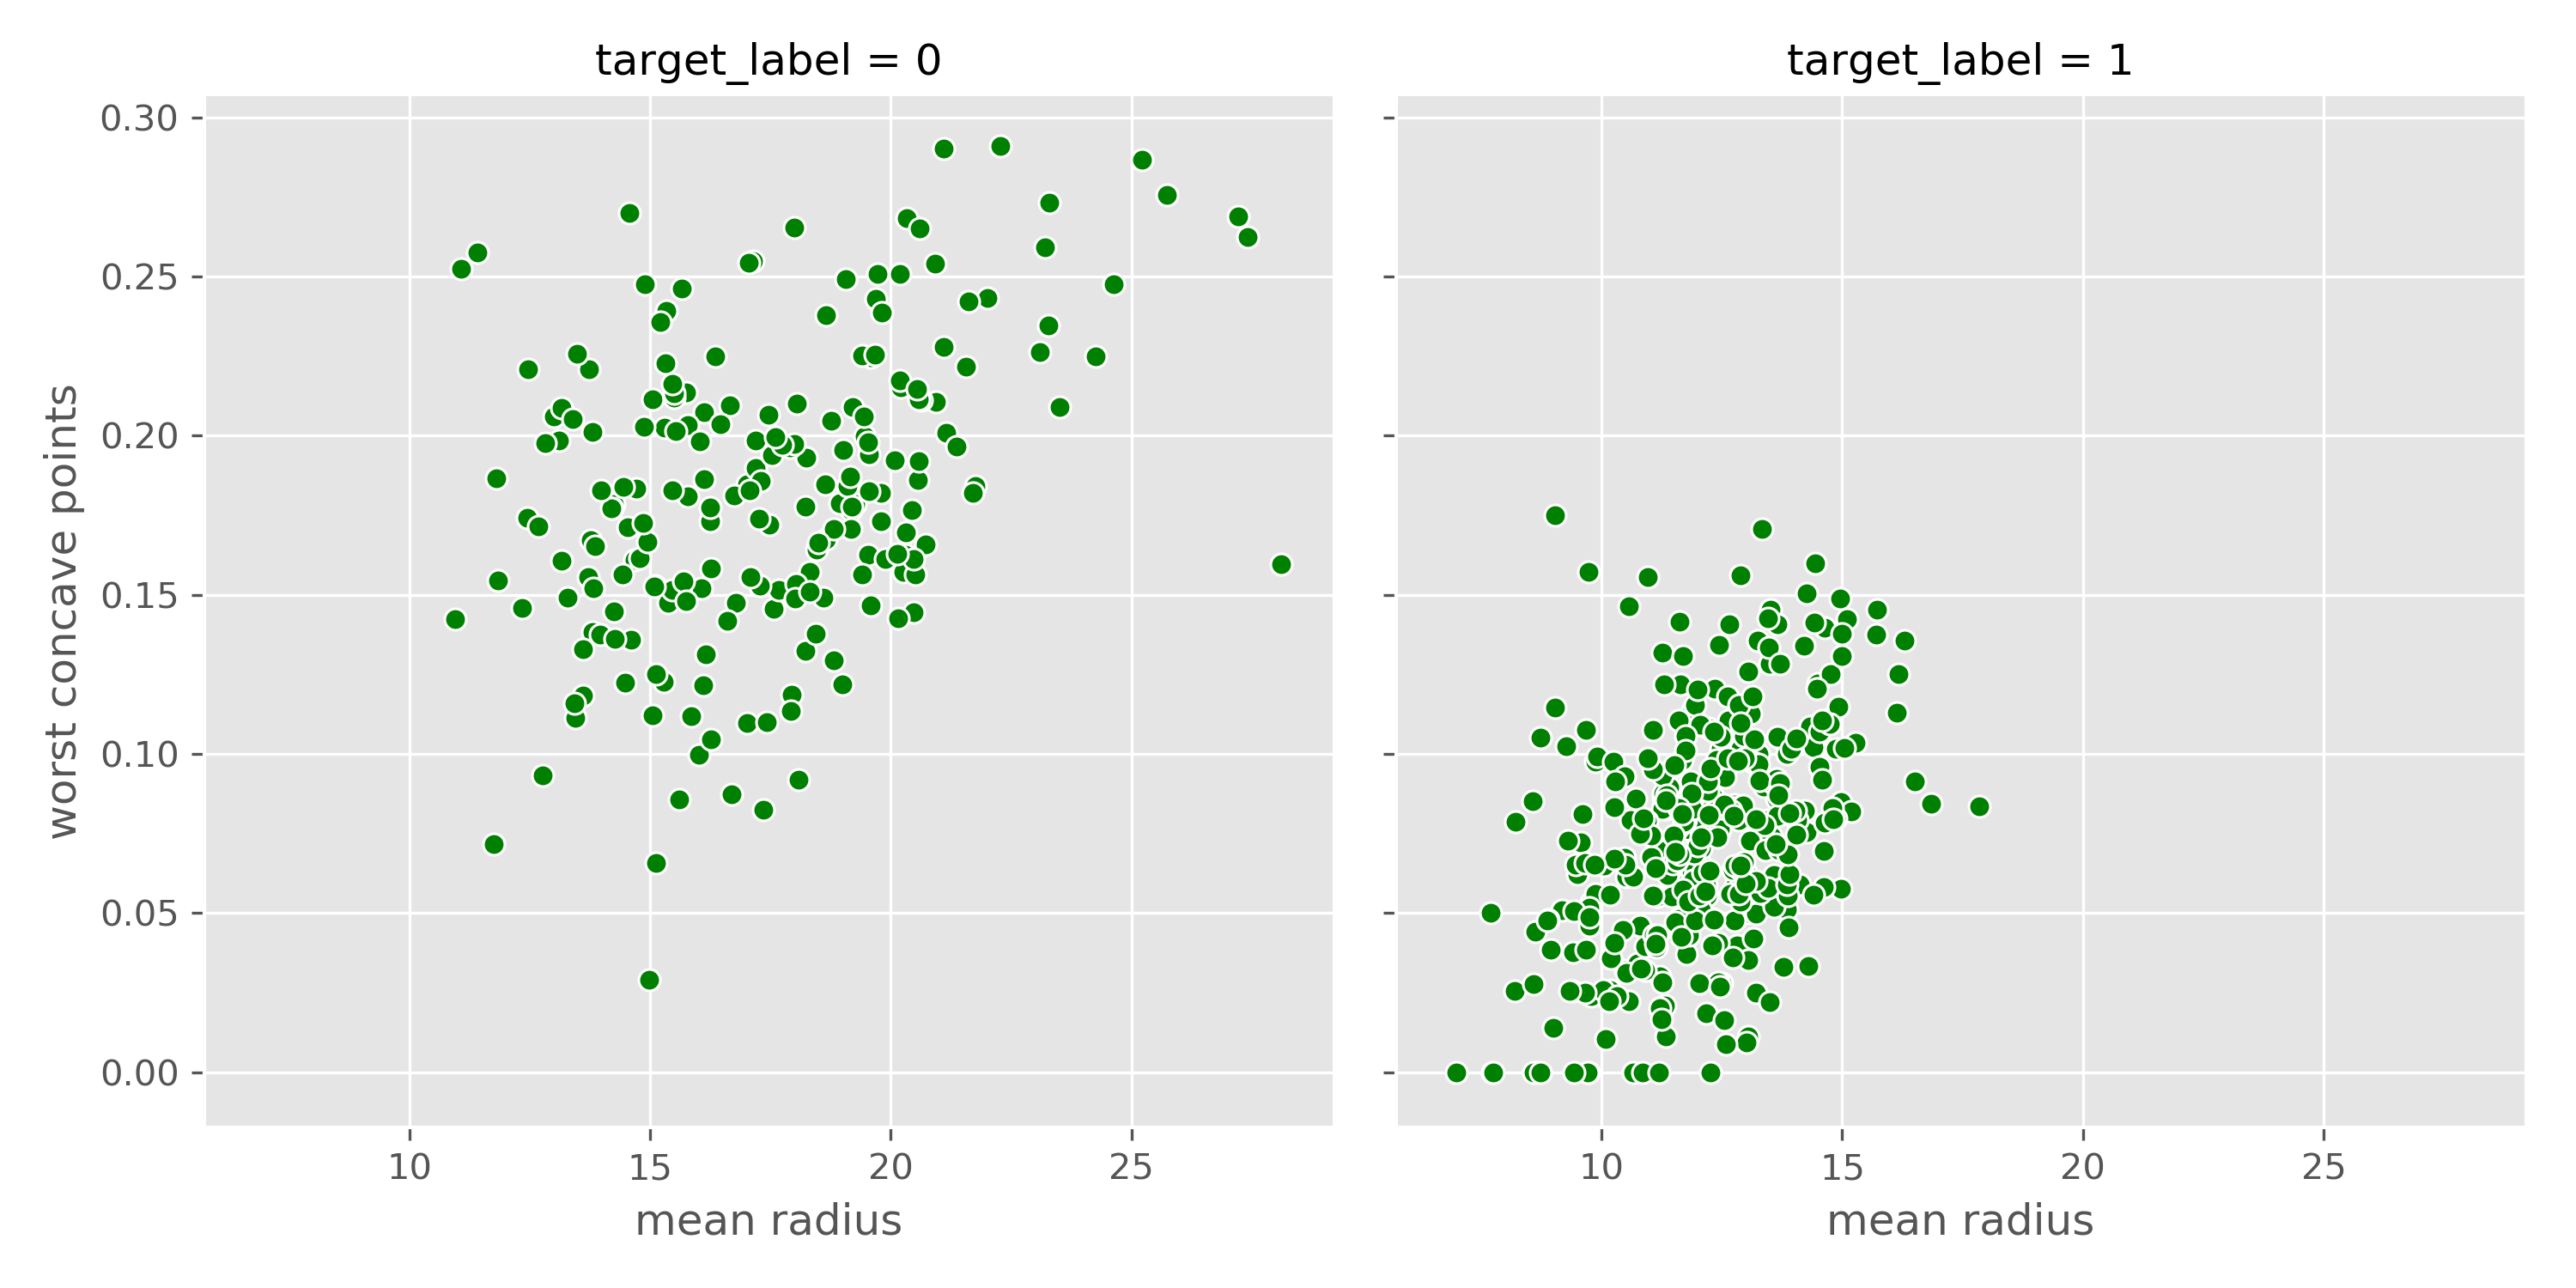 target_label = 0
target_label = 1
0.30
0.25
0.20
0.15
0.10
0.05
0.00
worst concave points
10 15 20 25
10 15 20 25
mean radius
mean radius